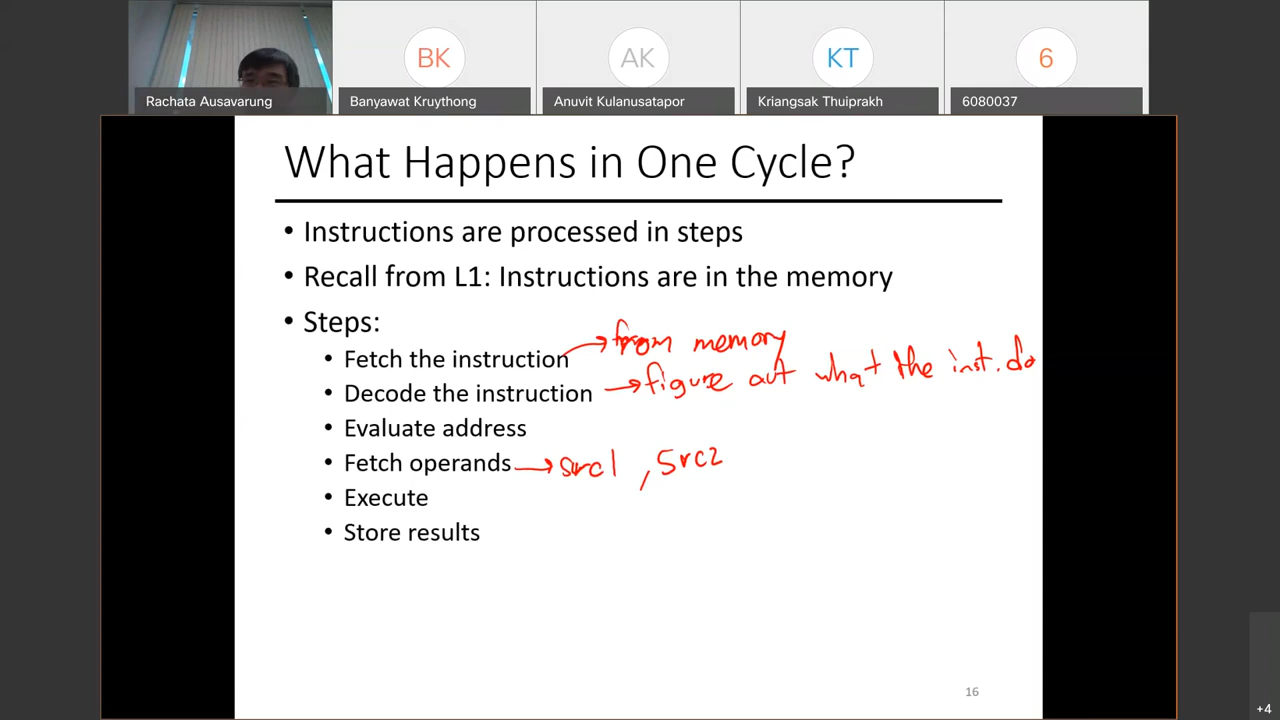 BK
AK
KT
6
Rachata Ausavarung
Banyawat Kruythong
Anuvit Kulanusatapor
Kriangsak Thuiprakh
6080037
What Happens in One Cycle?
• Instructions are processed in steps
• Recall from L1: Instructions are in the memory
• Steps:
• Fetch the instruction → from memory
• Decode the instruction → figure out what the inst. do
• Evaluate address
• Fetch operands → src1, src2
• Execute
• Store results
16
+4